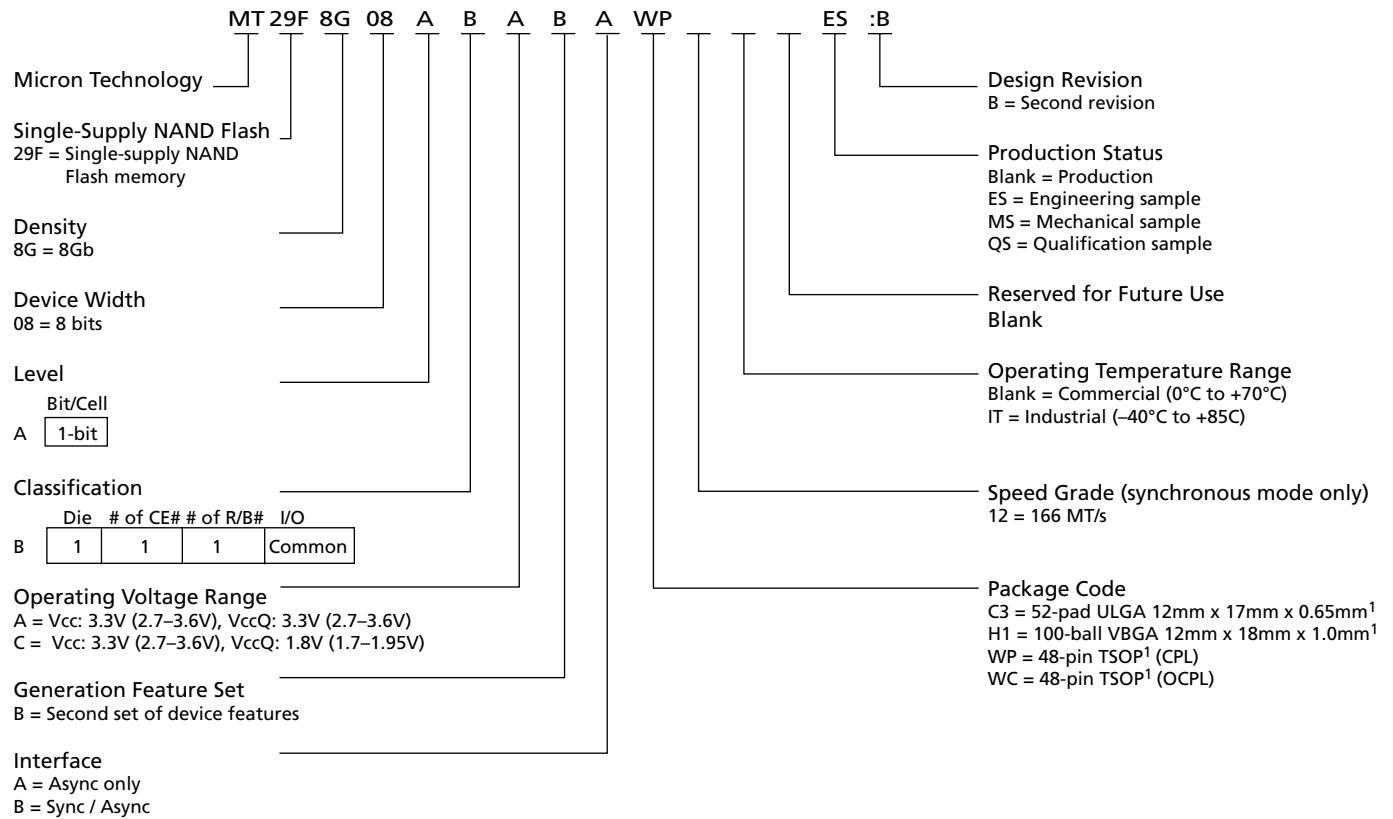 MT 29F 8G 08 A B A B A WP ES :B
Micron Technology
Single-Supply NAND Flash
29F = Single-supply NAND
Flash memory
Density
8G = 8Gb
Device Width
08 = 8 bits
Level
Bit/Cell
A 1-bit
Classification
Die # of CE# # of R/B# I/O
B 1 1 1 Common
Operating Voltage Range
A = Vcc: 3.3V (2.7–3.6V), VccQ: 3.3V (2.7–3.6V)
C = Vcc: 3.3V (2.7–3.6V), VccQ: 1.8V (1.7–1.95V)
Generation Feature Set
B = Second set of device features
Interface
A = Async only
B = Sync / Async
Design Revision
B = Second revision
Production Status
Blank = Production
ES = Engineering sample
MS = Mechanical sample
QS = Qualification sample
Reserved for Future Use
Blank
Operating Temperature Range
Blank = Commercial (0°C to +70°C)
IT = Industrial (–40°C to +85C)
Speed Grade (synchronous mode only)
12 = 166 MT/s
Package Code
C3 = 52-pad ULGA 12mm x 17mm x 0.65mm¹
H1 = 100-ball VBGA 12mm x 18mm x 1.0mm¹
WP = 48-pin TSOP¹ (CPL)
WC = 48-pin TSOP¹ (OCPL)